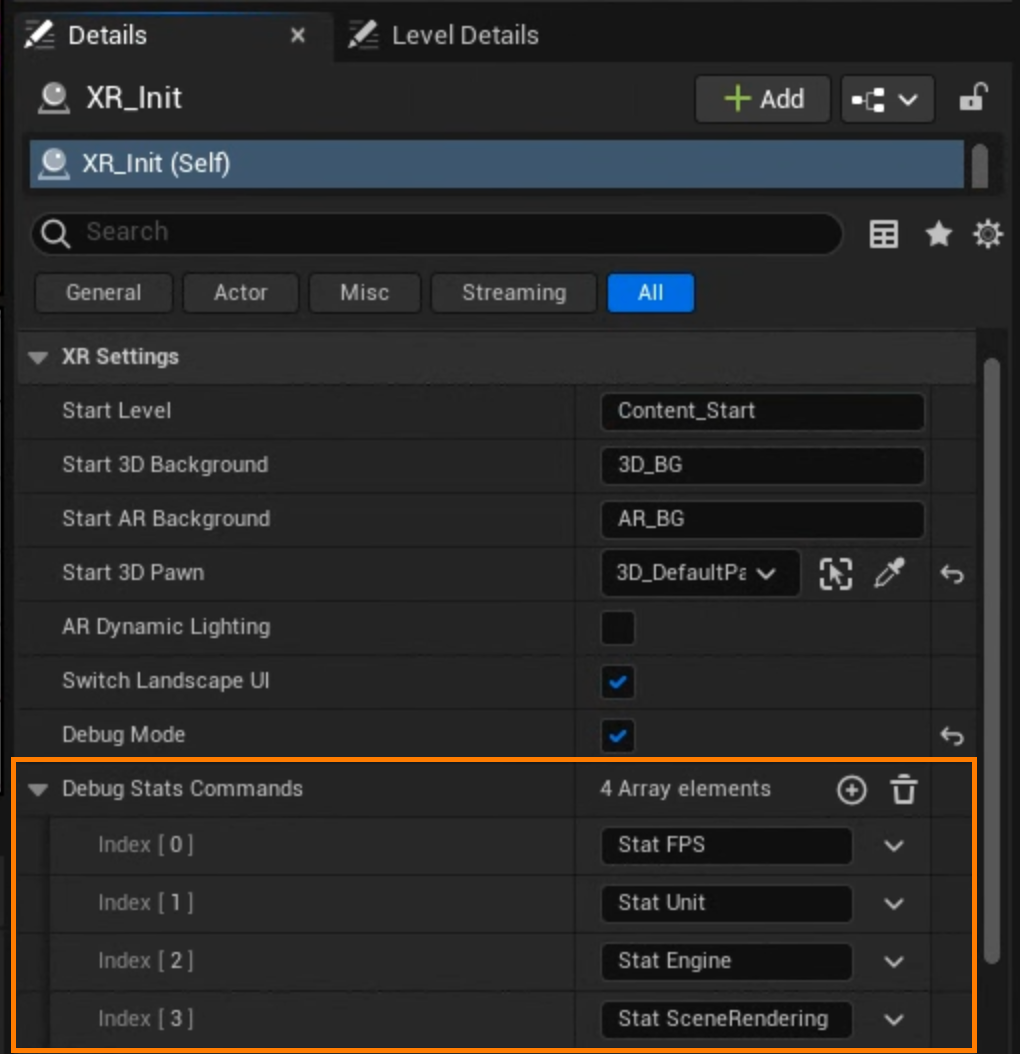 Details
Level Details
XR_Init
Add
XR_Init (Self)
Search
General Actor Misc Streaming All
XR Settings
Start Level Content_Start
Start 3D Background 3D_BG
Start AR Background AR_BG
Start 3D Pawn 3D_DefaultPa
AR Dynamic Lighting
Switch Landscape UI
Debug Mode
Debug Stats Commands 4 Array elements
Index [ 0 ] Stat FPS
Index [ 1 ] Stat Unit
Index [ 2 ] Stat Engine
Index [ 3 ] Stat SceneRendering